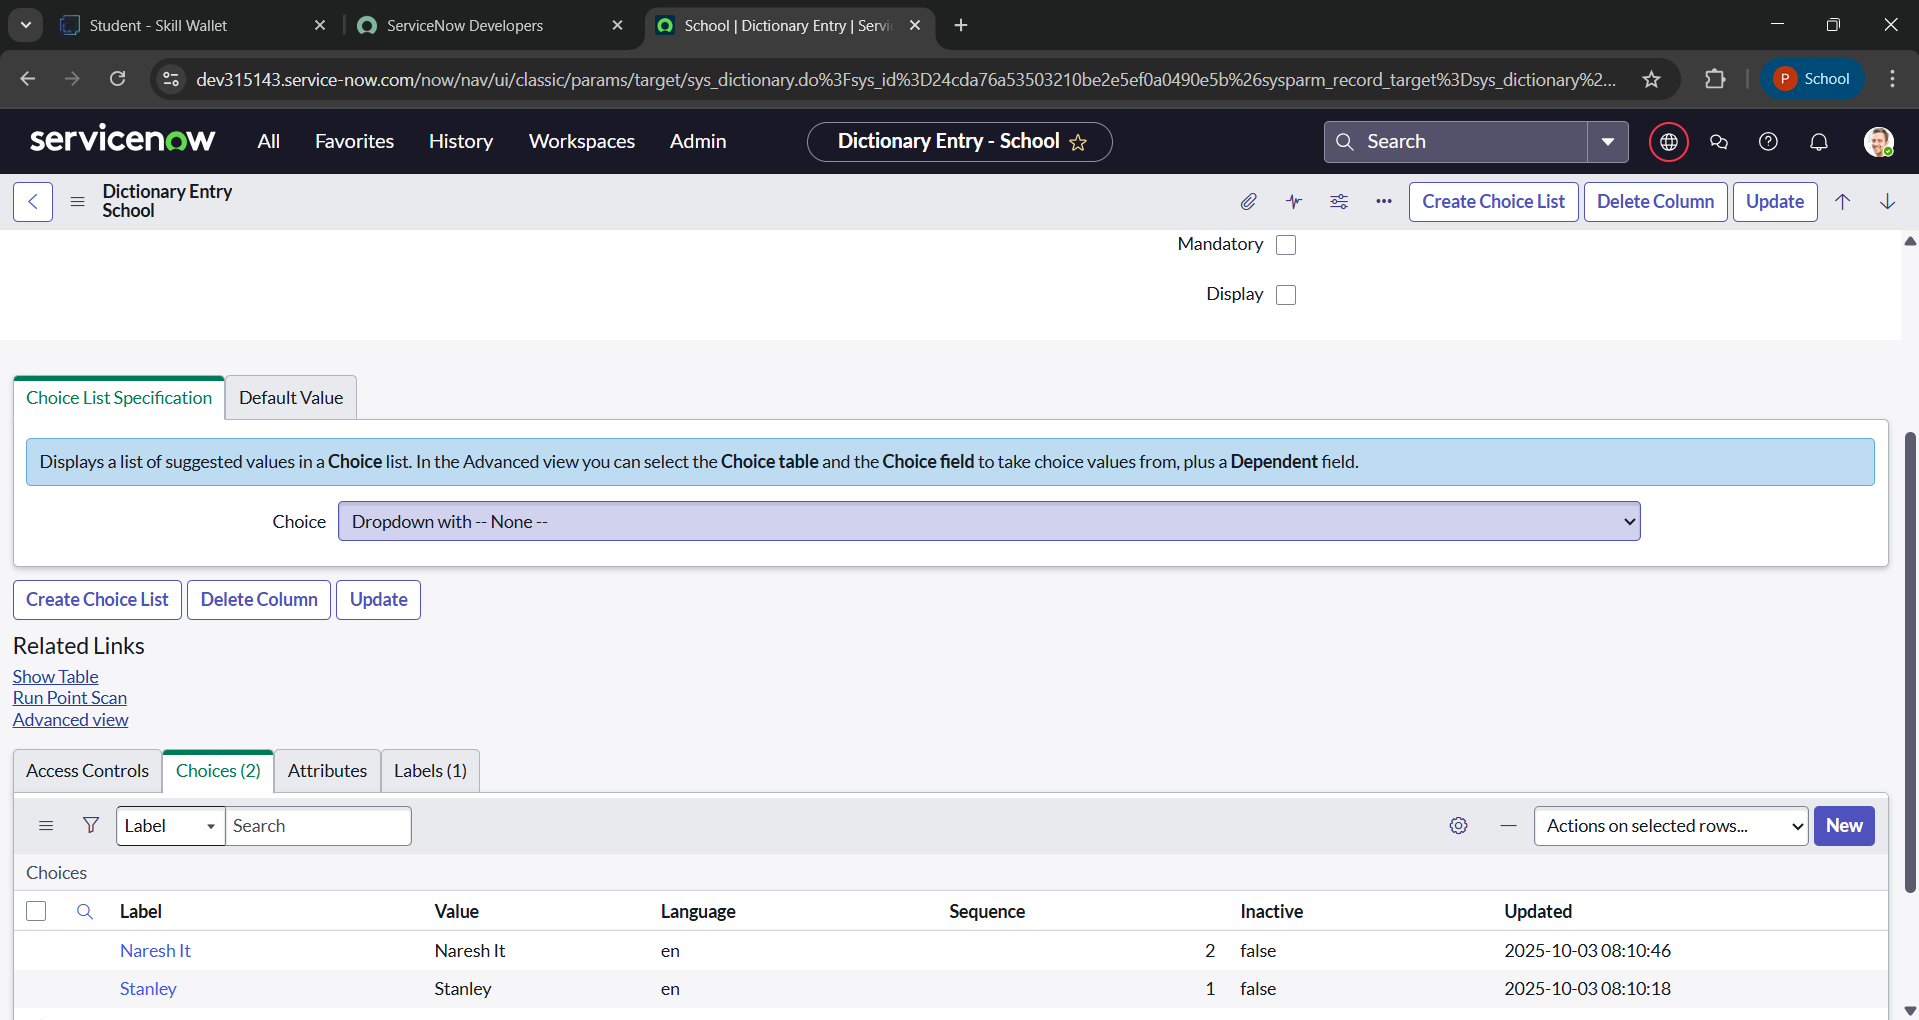 Student - Skill Wallet
ServiceNow Developers
School | Dictionary Entry | Servic
dev315143.service-now.com/now/nav/ui/classic/params/target/sys_dictionary.do%3Fsys_id%3D24cda76a53503210be2e5ef0a0490e5b%26sysparm_record_target%3Dsys_dictionary%2...
P School
servicenow All Favorites History Workspaces Admin
Dictionary Entry - School
Search
Dictionary Entry
School
Create Choice List Delete Column Update
Mandatory
Display
Choice List Specification Default Value
Displays a list of suggested values in a Choice list. In the Advanced view you can select the Choice table and the Choice field to take choice values from, plus a Dependent field.
Choice Dropdown with -- None --
Create Choice List Delete Column Update
Related Links
Show Table
Run Point Scan
Advanced view
Access Controls Choices (2) Attributes Labels (1)
Label Search Actions on selected rows... New
Choices
Label Value Language Sequence Inactive Updated
Naresh It Naresh It en 2 false 2025-10-03 08:10:46
Stanley Stanley en 1 false 2025-10-03 08:10:18